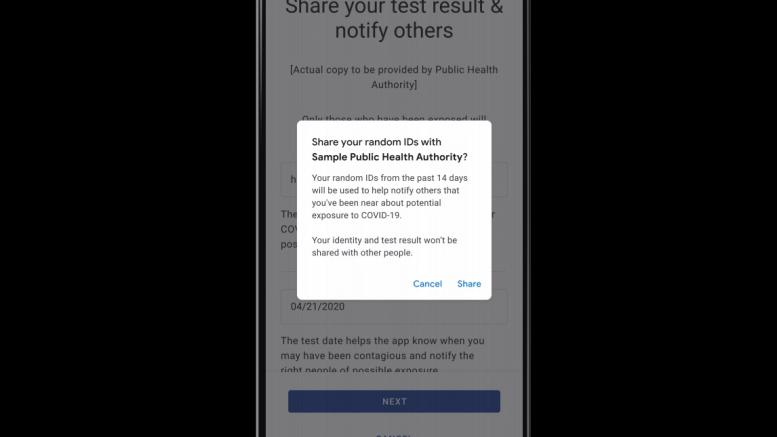 Share your test result &
notify others
[Actual copy to be provided by Public Health
Authority]
Only those who have been exposed will
Share your random IDs with
Sample Public Health Authority?
Your random IDs from the past 14 days
will be used to help notify others that
you've been near about potential
exposure to COVID-19.
Your identity and test result won't be
shared with other people.
Cancel Share
h
The r
COV
pos
04/21/2020
The test date helps the app know when you
may have been contagious and notify the
right people of possible exposure
NEXT
CANCEL